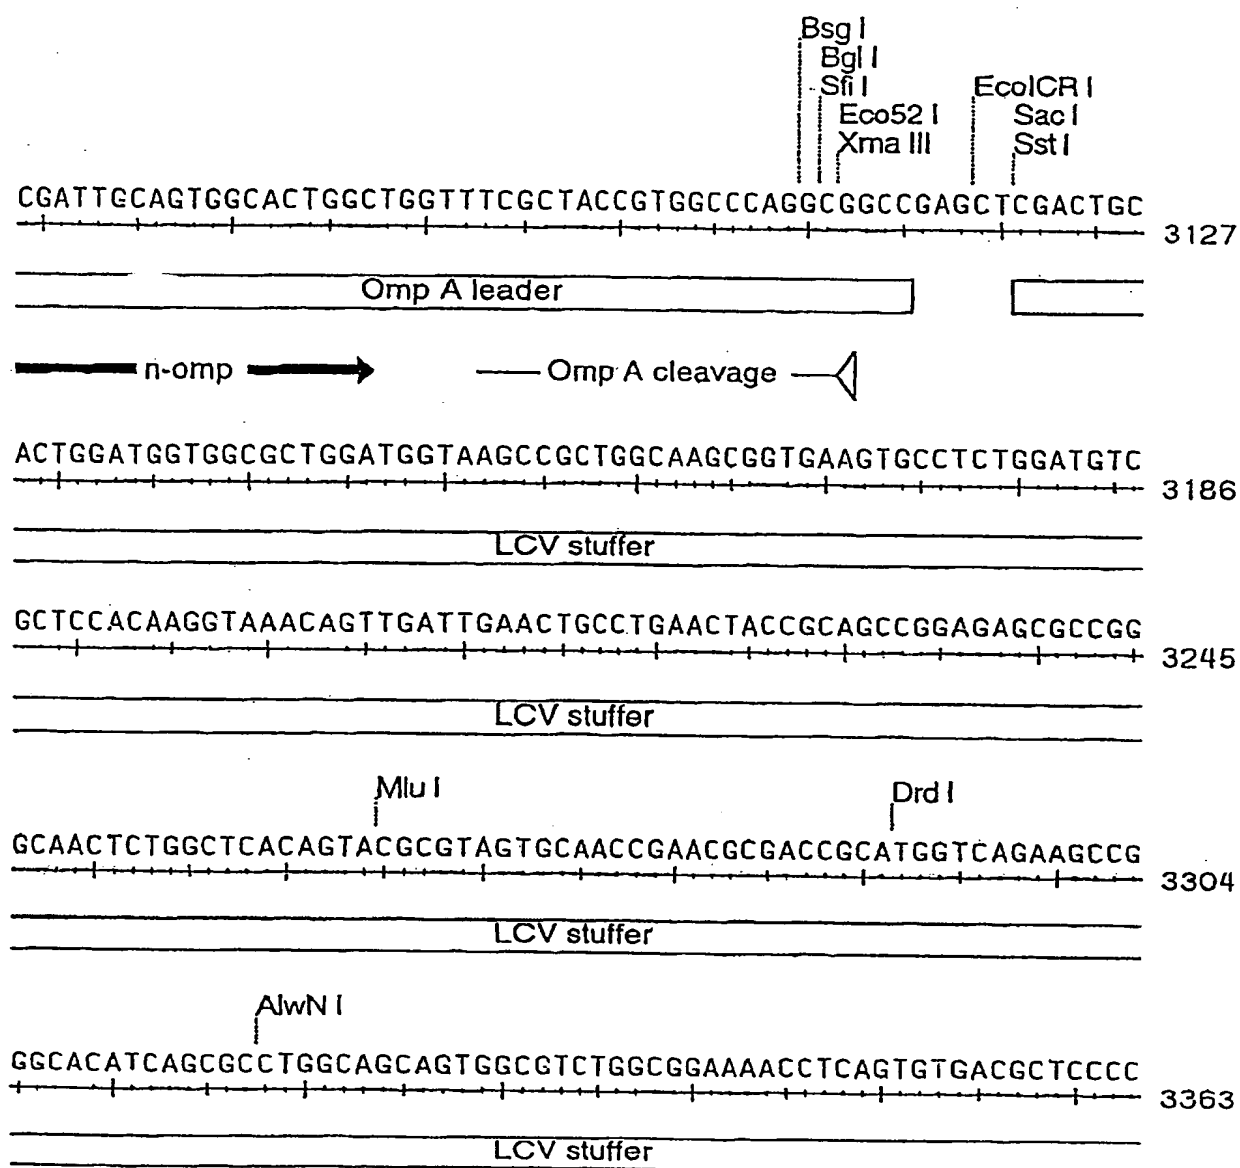 Bsg I
Bgl I
Sfi I EcoICR I
Eco52 I Sac I
Xma III Sst I
CGATTGCAGTGGCACTGGCTGGTTTCGCTACCGTGGCCCAGGCGGCCGAGCTCGACTGC
3127
Omp A leader
n-omp Omp A cleavage
ACTGGATGGTGGCGCTGGATGGTAAGCCGCTGGCAAGCGGTGAAGTGCCTCTGGATGTC
3186
LCV stuffer
GCTCCACAAGGTAAACAGTTGATTGAACTGCCTGAACTACCGCAGCCGGAGAGCGCCGG
3245
LCV stuffer
Mlu I Drd I
GCAACTCTGGCTCACAGTACGCGTAGTGCAACCGAACGCGACCGCATGGTCAGAAGCCG
3304
LCV stuffer
AlwN I
GGCACATCAGCGCCTGGCAGCAGTGGCGTCTGGCGGAAAACCTCAGTGTGACGCTCCCC
3363
LCV stuffer